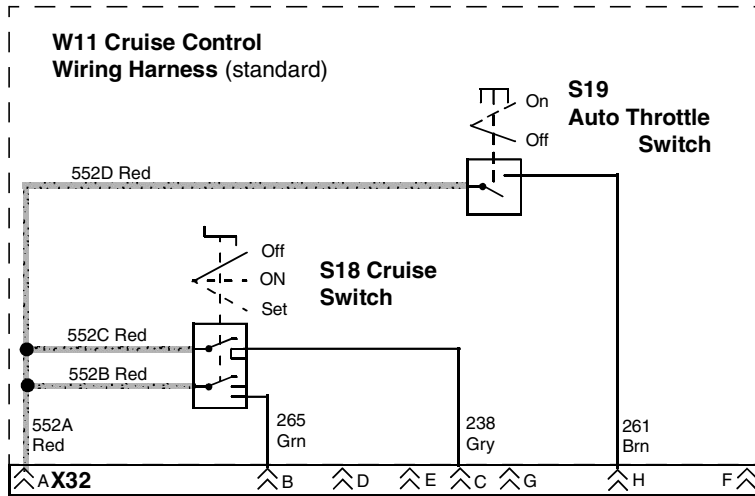 W11 Cruise Control
Wiring Harness (standard)
S19
Auto Throttle
Switch
On
Off
552D Red
Off
ON
Set
S18 Cruise
Switch
552C Red
552B Red
552A
Red
265
Grn
238
Gry
261
Brn
A X32 B D E C G H F